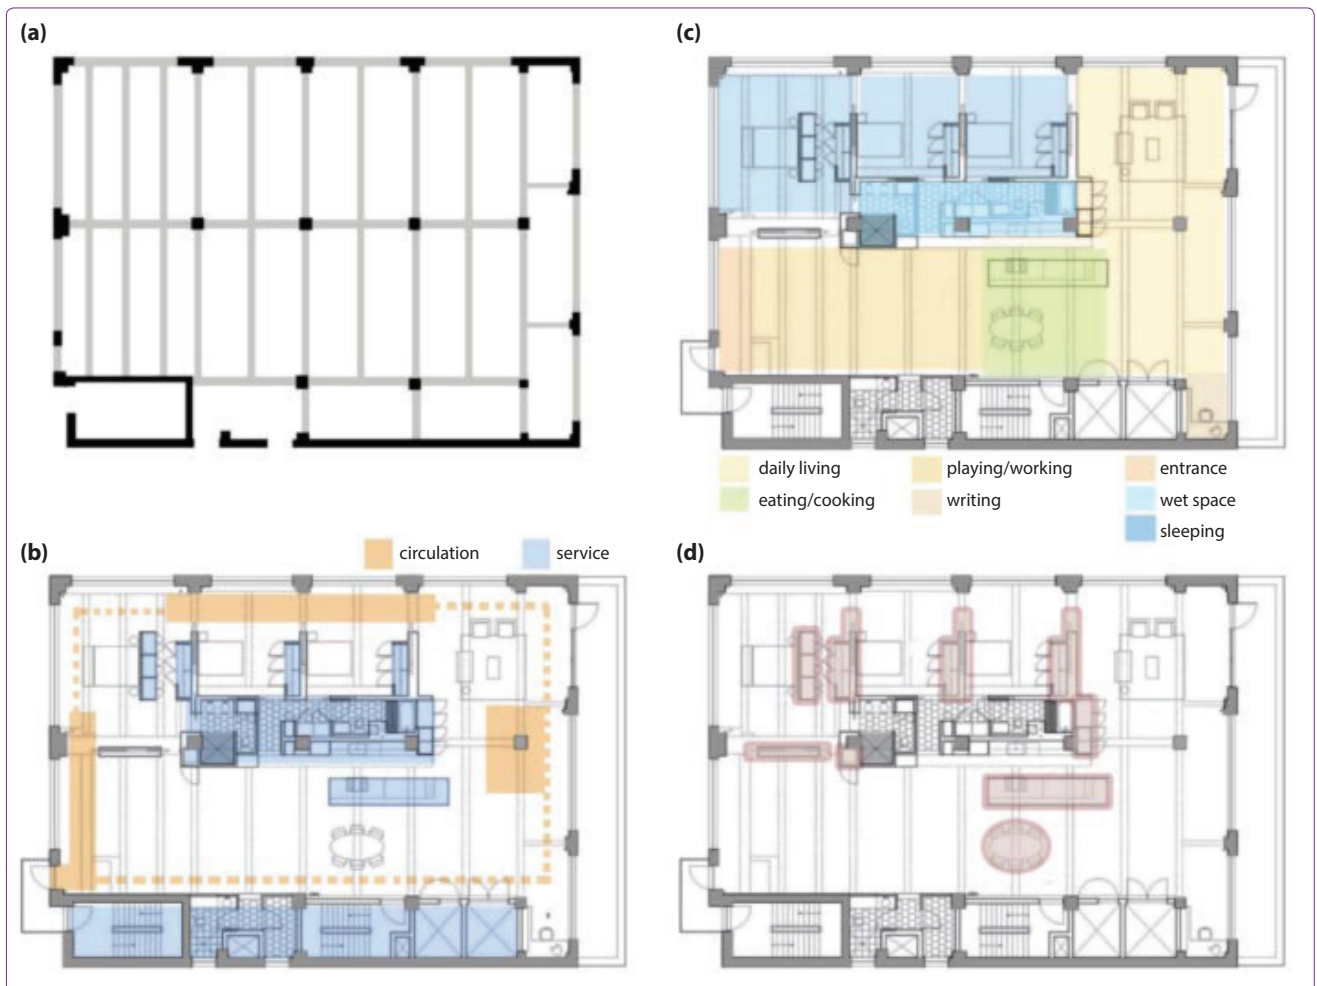 (a)
(c)
daily living
playing/working
entrance
eating/cooking
writing
wet space
sleeping
(b)
circulation
service
(d)